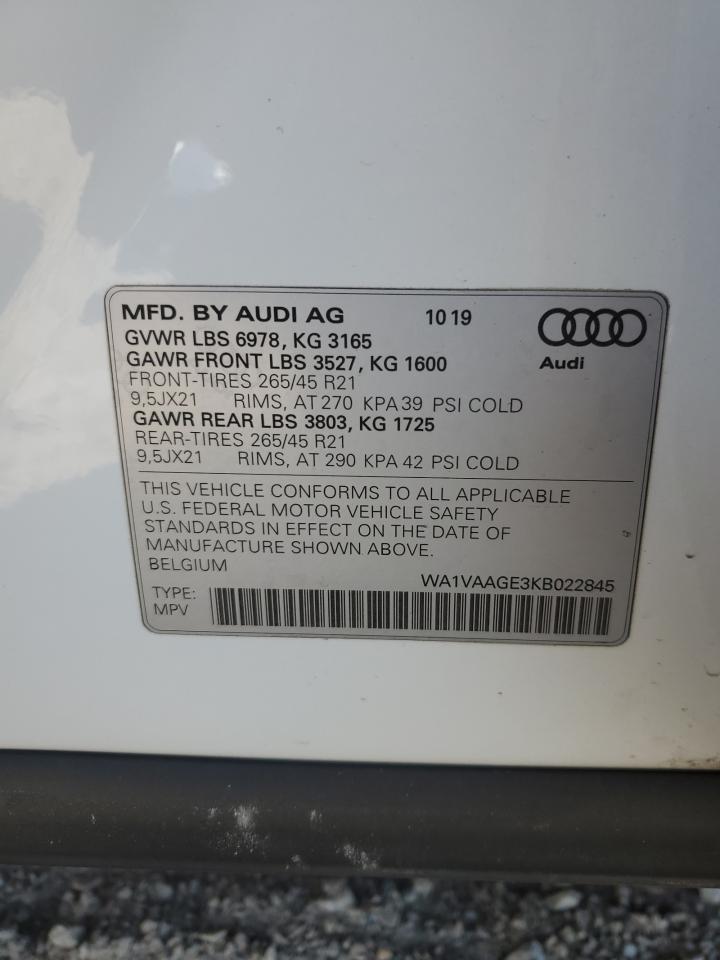 MFD. BY AUDI AG 10 19
GVWR LBS 6978, KG 3165
GAWR FRONT LBS 3527, KG 1600
Audi
FRONT-TIRES 265/45 R21
9,5JX21 RIMS, AT 270 KPA 39 PSI COLD
GAWR REAR LBS 3803, KG 1725
REAR-TIRES 265/45 R21
9,5JX21 RIMS, AT 290 KPA 42 PSI COLD
THIS VEHICLE CONFORMS TO ALL APPLICABLE
U.S. FEDERAL MOTOR VEHICLE SAFETY
STANDARDS IN EFFECT ON THE DATE OF
MANUFACTURE SHOWN ABOVE.
BELGIUM
WA1VAAGE3KB022845
TYPE:
MPV